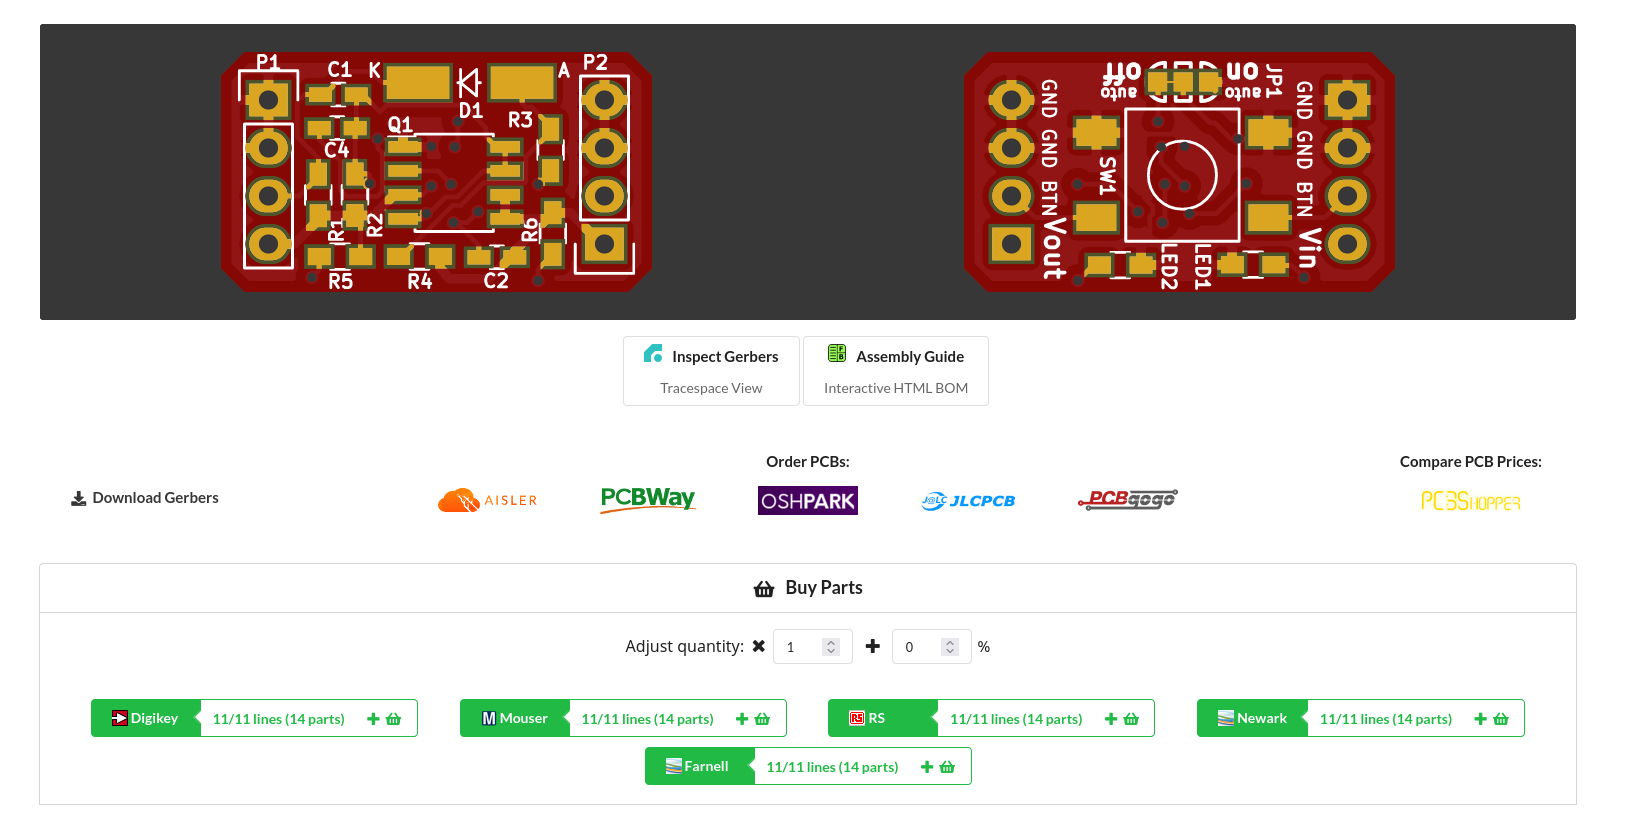 P1
C1
K
A
P2
D1
R3
Q1
C4
R1
R2
R6
R5
R4
C2
off
on
auto
auto
JP1
GND
GND
BTN
Vout
SW1
LED2
LED1
GND
GND
BTN
Vin
Inspect Gerbers
Tracespace View
Assembly Guide
Interactive HTML BOM
Order PCBs:
Compare PCB Prices:
Download Gerbers
AISLER
PCBWay
OSHPARK
J@LC JLCPCB
PCBgogo
PCBSHOPPER
Buy Parts
Adjust quantity: 1 0 %
Digikey 11/11 lines (14 parts)
M Mouser 11/11 lines (14 parts)
RS RS 11/11 lines (14 parts)
Newark 11/11 lines (14 parts)
Farnell 11/11 lines (14 parts)